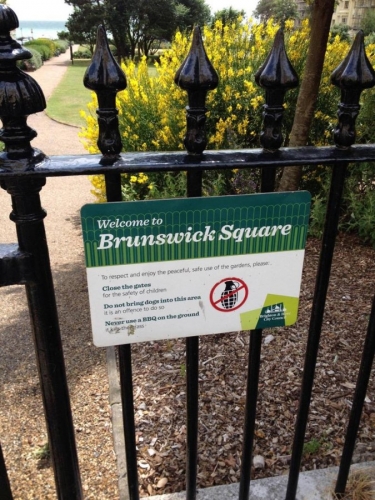 Welcome to
Brunswick Square
To respect and enjoy the peaceful, safe use of the gardens, please...
Close the gates
for the safety of children
Do not bring dogs into this area
it is an offence to do so
Never use a BBQ on the ground
City Council